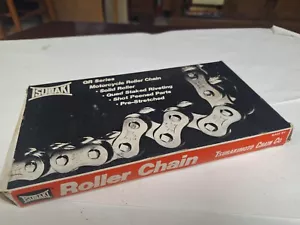 TSUBAKI
QR Series
Motorcycle Roller Chain
• Solid Roller
• Quad Staked Riveting
• Shot Peened Parts
• Pre-Stretched
TSUBAKI
Roller Chain
TSUBAKIMOTO CHAIN CO.